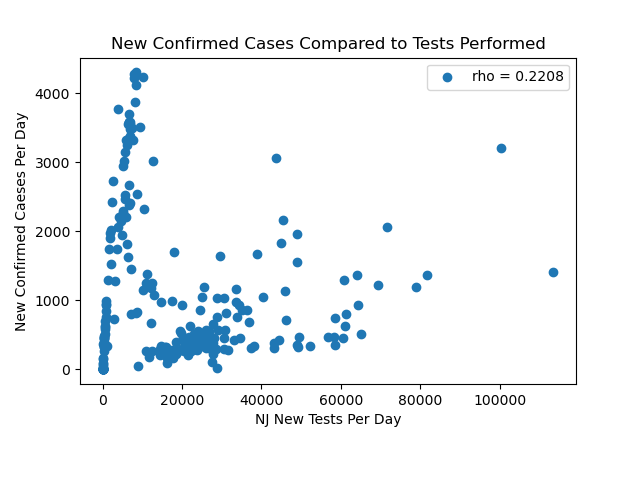 New Confirmed Cases Compared to Tests Performed
rho = 0.2208
New Confirmed Caeses Per Day
4000
3000
2000
1000
0
0 20000 40000 60000 80000 100000
NJ New Tests Per Day